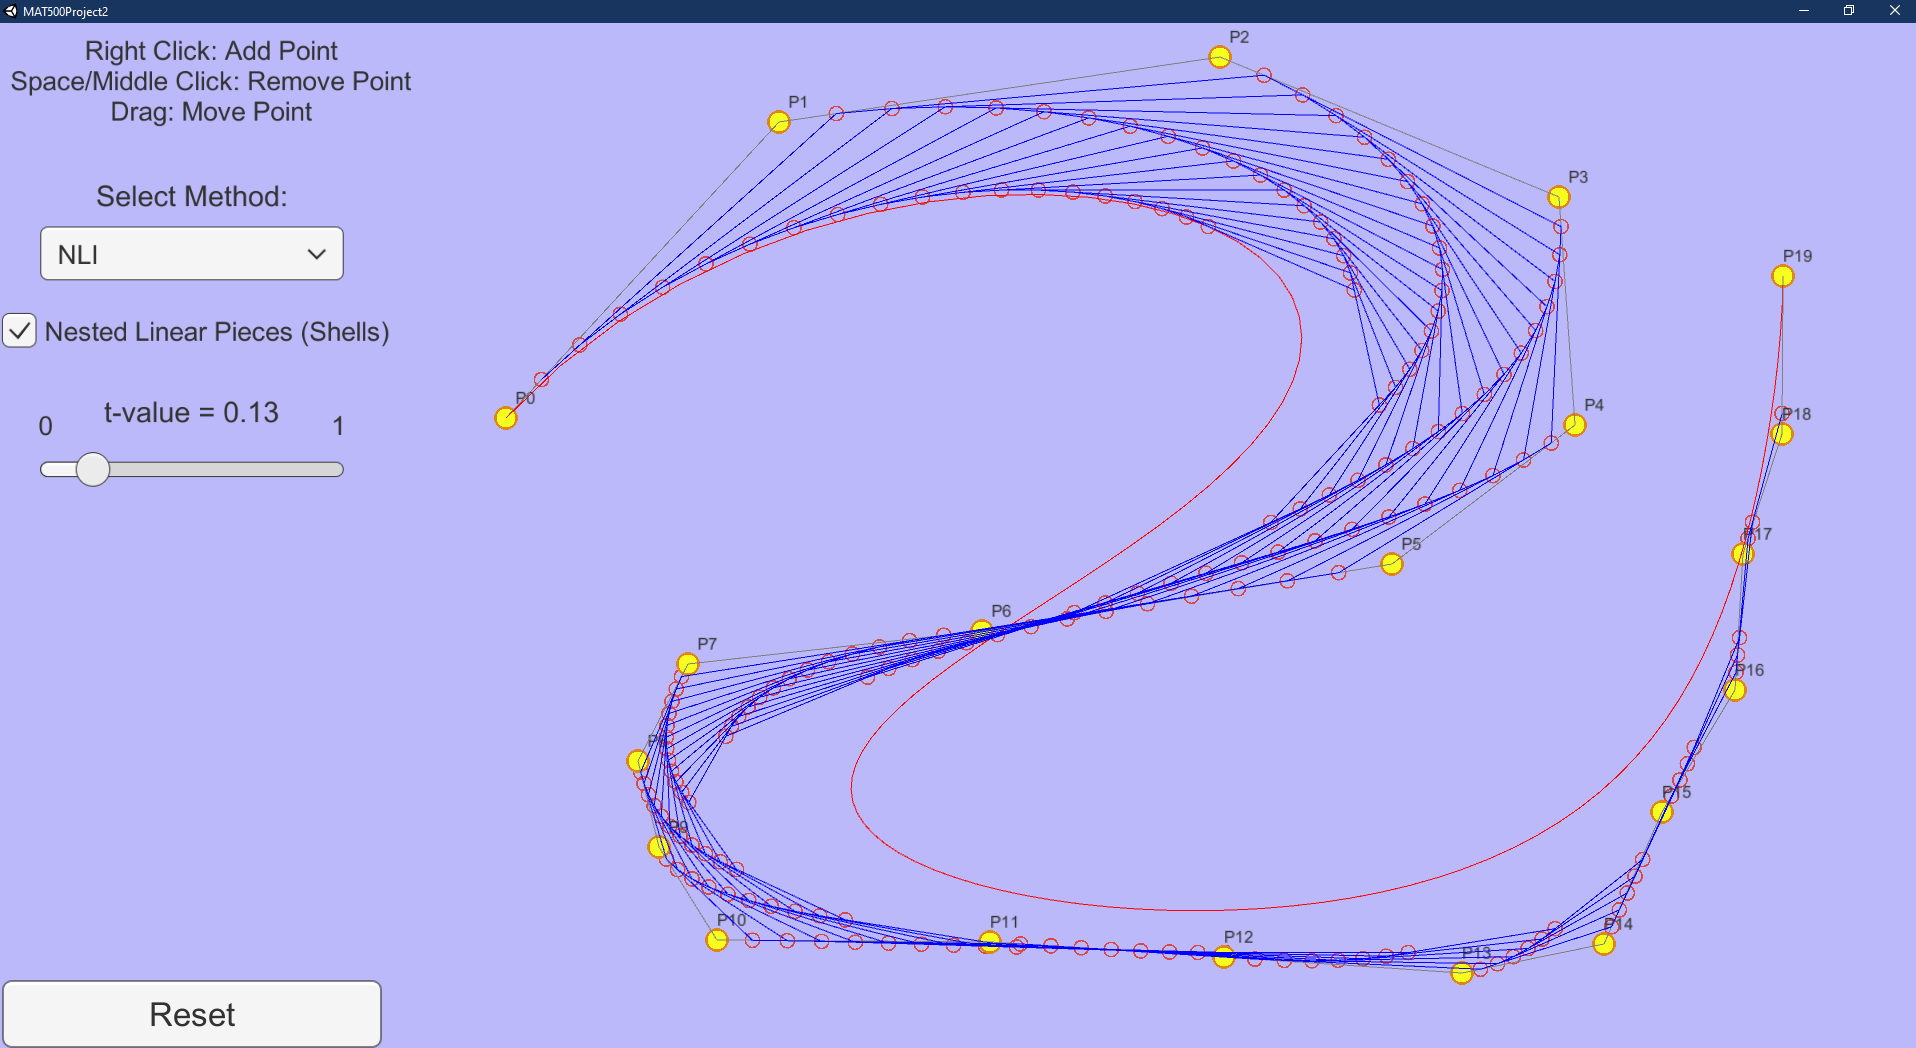 MAT500Project2
Right Click: Add Point
Space/Middle Click: Remove Point
Drag: Move Point
Select Method:
NLI
Nested Linear Pieces (Shells)
t-value = 0.13
0
1
Reset
P0
P1
P2
P3
P4
P5
P6
P7
P9
P10
P11
P12
P13
P14
P15
P16
P17
P18
P19